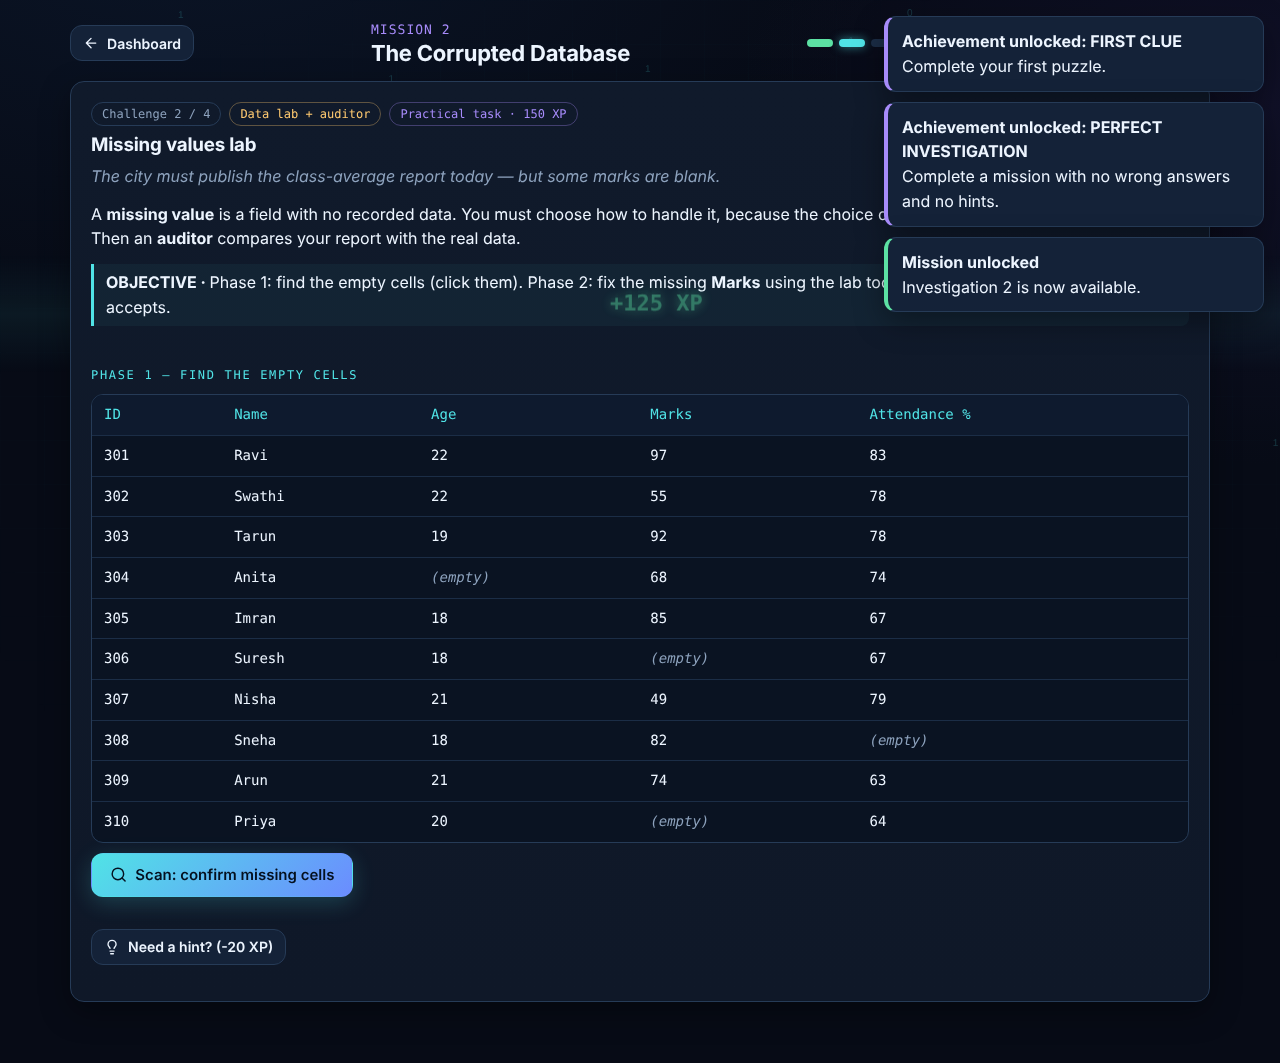 Dashboard
MISSION 2
The Corrupted Database
Achievement unlocked: FIRST CLUE
Complete your first puzzle.
Achievement unlocked: PERFECT
INVESTIGATION
Complete a mission with no wrong answers
and no hints.
Mission unlocked
Investigation 2 is now available.
Challenge 2 / 4
Data lab + auditor
Practical task · 150 XP
Missing values lab
The city must publish the class-average report today — but some marks are blank.
A missing value is a field with no recorded data. You must choose how to handle it, because the choice
Then an auditor compares your report with the real data.
OBJECTIVE · Phase 1: find the empty cells (click them). Phase 2: fix the missing Marks using the lab
accepts.
+125 XP
PHASE 1 — FIND THE EMPTY CELLS
ID Name Age Marks Attendance %
301 Ravi 22 97 83
302 Swathi 22 55 78
303 Tarun 19 92 78
304 Anita (empty) 68 74
305 Imran 18 85 67
306 Suresh 18 (empty) 67
307 Nisha 21 49 79
308 Sneha 18 82 (empty)
309 Arun 21 74 63
310 Priya 20 (empty) 64
Scan: confirm missing cells
Need a hint? (-20 XP)